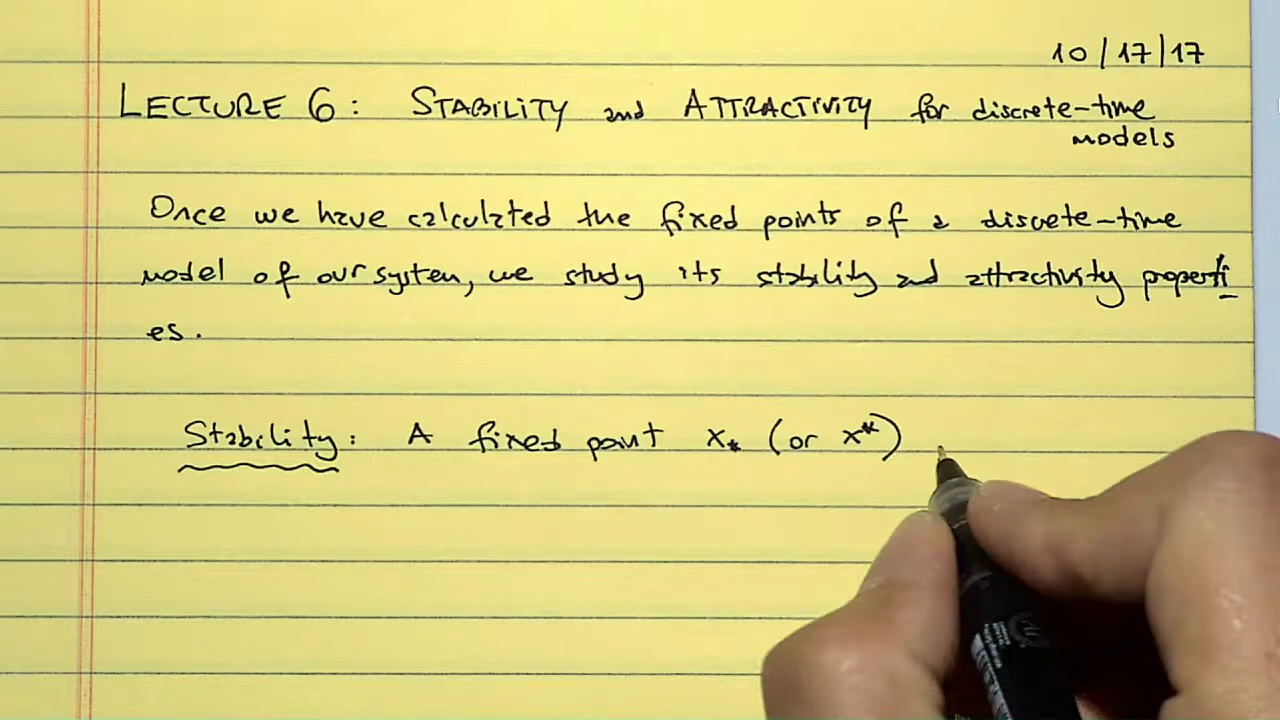 10/17/17
LECTURE 6: STABILITY and ATTRACTIVITY for discrete-time
models
Once we have calculated the fixed points of a discete-time
model of our system, we study its stability and attractivity properti
es.
Stability: A fixed point x* (or x*)